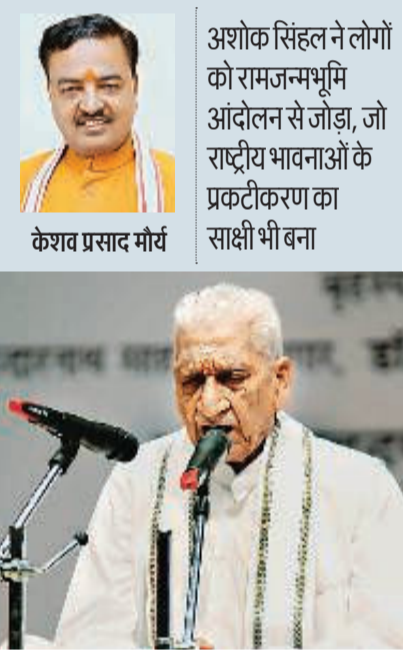 अशोक सिंहल ने लोगों
को रामजन्मभूमि
आंदोलन से जोड़ा, जो
राष्ट्रीय भावनाओं के
प्रकटीकरण का
साक्षी भी बना
केशव प्रसाद मौर्य